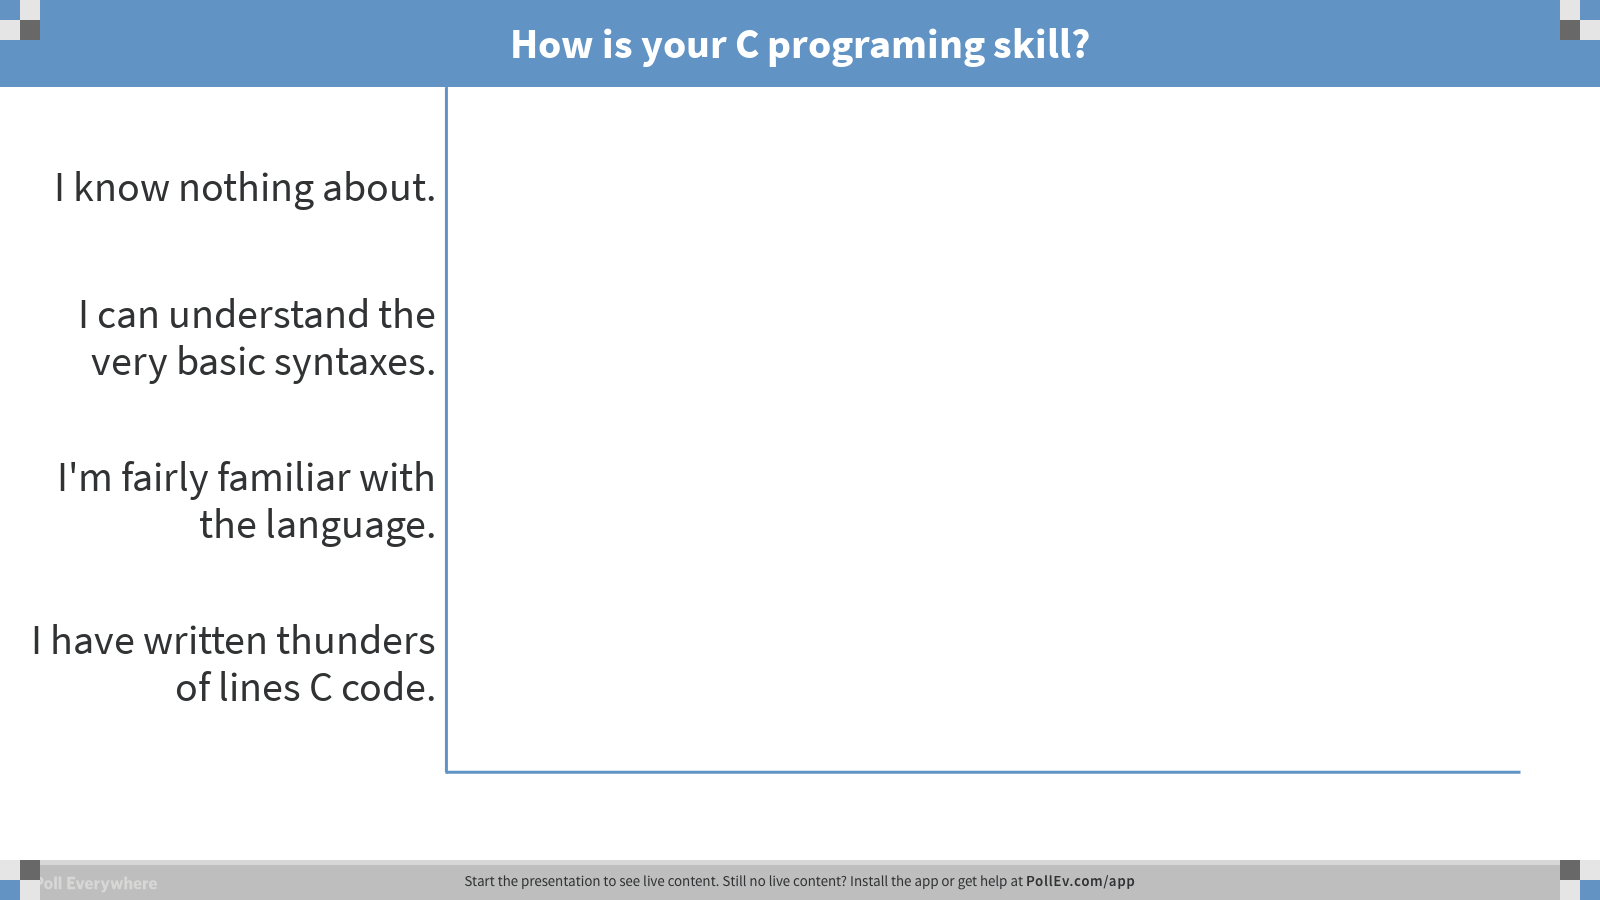 How is your C programing skill?
I know nothing about.
I can understand the
very basic syntaxes.
I'm fairly familiar with
the language.
I have written thunders
of lines C code.
Poll Everywhere
Start the presentation to see live content. Still no live content? Install the app or get help at PollEv.com/app